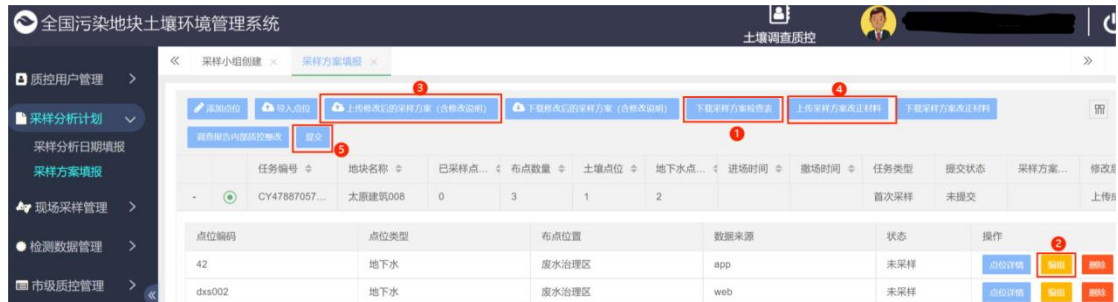 全国污染地块土壤环境管理系统
土壤调查质控
采样小组创建 ×
采样方案填报 ×
质控用户管理
采样分析计划
采样分析日期填报
采样方案填报
现场采样管理
检测数据管理
市级质控管理
3
4
添加点位
导入点位
上传修改后的采样方案（含修改说明）
下载修改后的采样方案（含修改说明）
下载采样方案检查表
上传采样方案改正材料
下载采样方案改正材料
1
调查报告内部质控整改
提交
5
任务编号 地块名称 已采样点... 布点数量 土壤点位 地下水点... 进场时间 撤场时间 任务类型 提交状态 采样方案... 修改后
- CY47887057... 太原建筑008 0 3 1 2 首次采样 未提交 上传成
点位编码 点位类型 布点位置 数据来源 状态 操作
2
42 地下水 废水治理区 app 未采样 点位详情 编辑 删除
dxs002 地下水 废水治理区 web 未采样 点位详情 编辑 删除